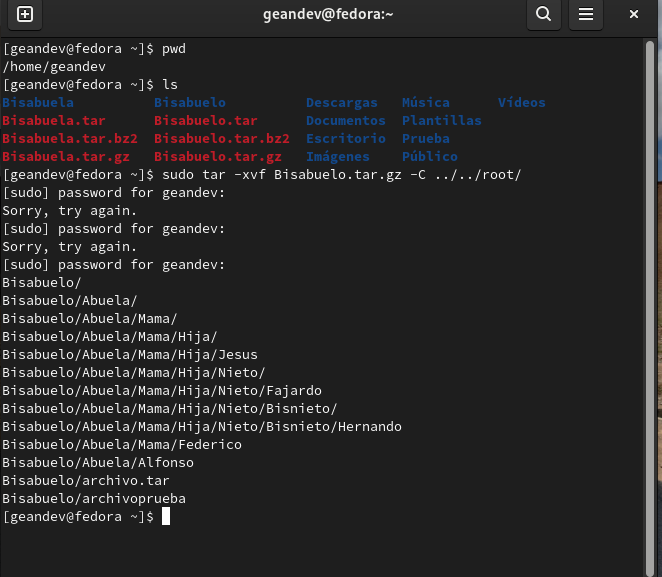 geandev@fedora:~
[geandev@fedora ~]$ pwd
/home/geandev
[geandev@fedora ~]$ ls
Bisabuela Bisabuelo Descargas Música Vídeos
Bisabuela.tar Bisabuelo.tar Documentos Plantillas
Bisabuela.tar.bz2 Bisabuelo.tar.bz2 Escritorio Prueba
Bisabuela.tar.gz Bisabuelo.tar.gz Imágenes Público
[geandev@fedora ~]$ sudo tar -xvf Bisabuelo.tar.gz -C ../../root/
[sudo] password for geandev:
Sorry, try again.
[sudo] password for geandev:
Sorry, try again.
[sudo] password for geandev:
Bisabuelo/
Bisabuelo/Abuela/
Bisabuelo/Abuela/Mama/
Bisabuelo/Abuela/Mama/Hija/
Bisabuelo/Abuela/Mama/Hija/Jesus
Bisabuelo/Abuela/Mama/Hija/Nieto/
Bisabuelo/Abuela/Mama/Hija/Nieto/Fajardo
Bisabuelo/Abuela/Mama/Hija/Nieto/Bisnieto/
Bisabuelo/Abuela/Mama/Hija/Nieto/Bisnieto/Hernando
Bisabuelo/Abuela/Mama/Federico
Bisabuelo/Abuela/Alfonso
Bisabuelo/archivo.tar
Bisabuelo/archivoprueba
[geandev@fedora ~]$